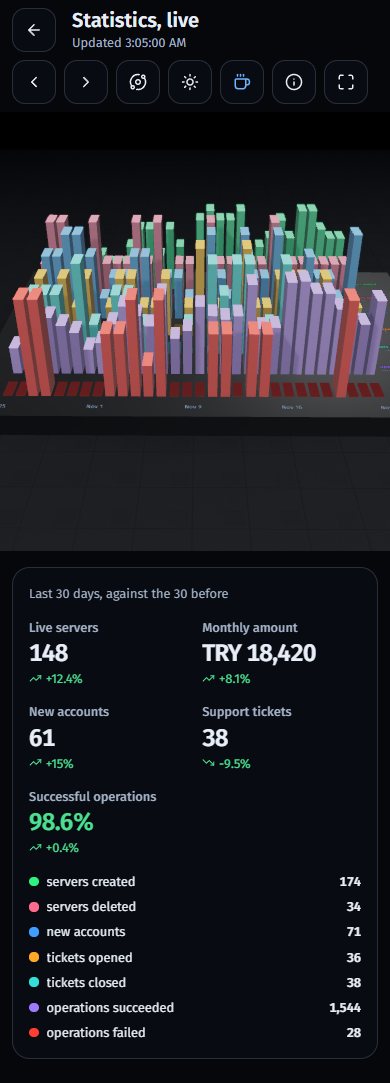 Statistics, live
Updated 3:05:00 AM
Nov 1
Nov 9
Nov 16
Last 30 days, against the 30 before
Live servers
148
+12.4%
Monthly amount
TRY 18,420
+8.1%
New accounts
61
+15%
Support tickets
38
-9.5%
Successful operations
98.6%
+0.4%
servers created 174
servers deleted 34
new accounts 71
tickets opened 36
tickets closed 38
operations succeeded 1,544
operations failed 28